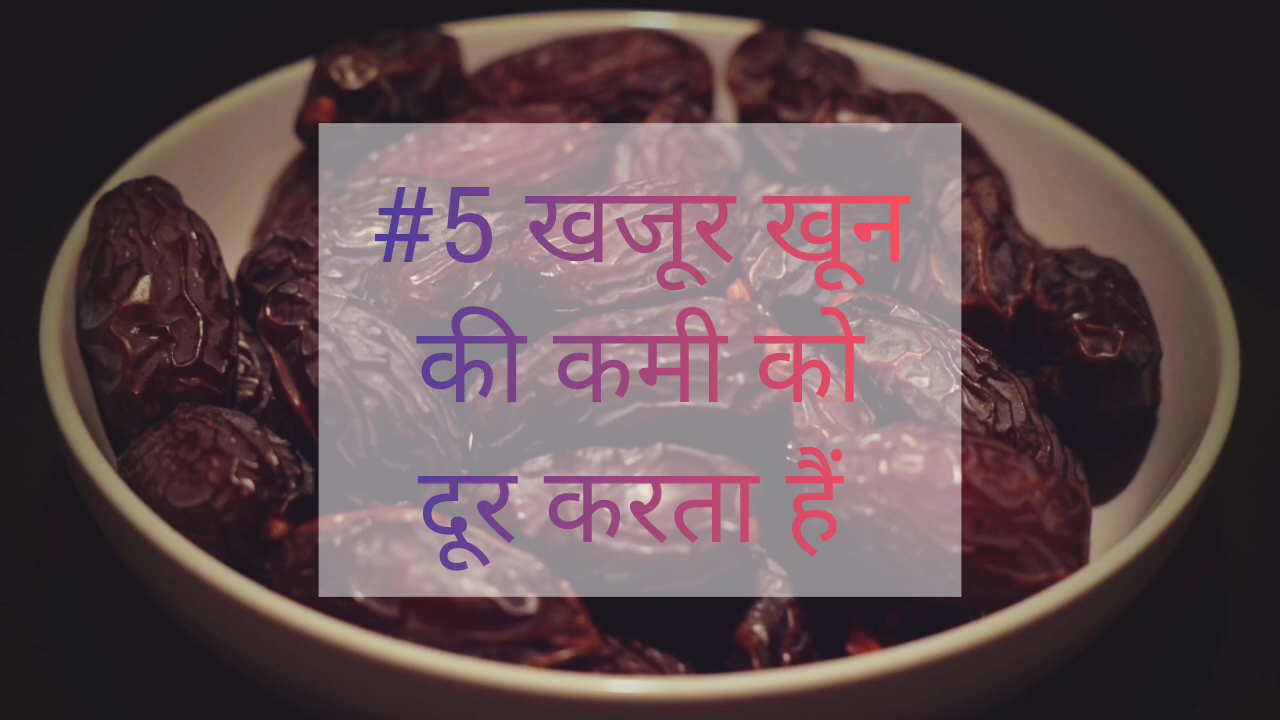 #5 खजूर खून
की कमी को
दूर करता हैं